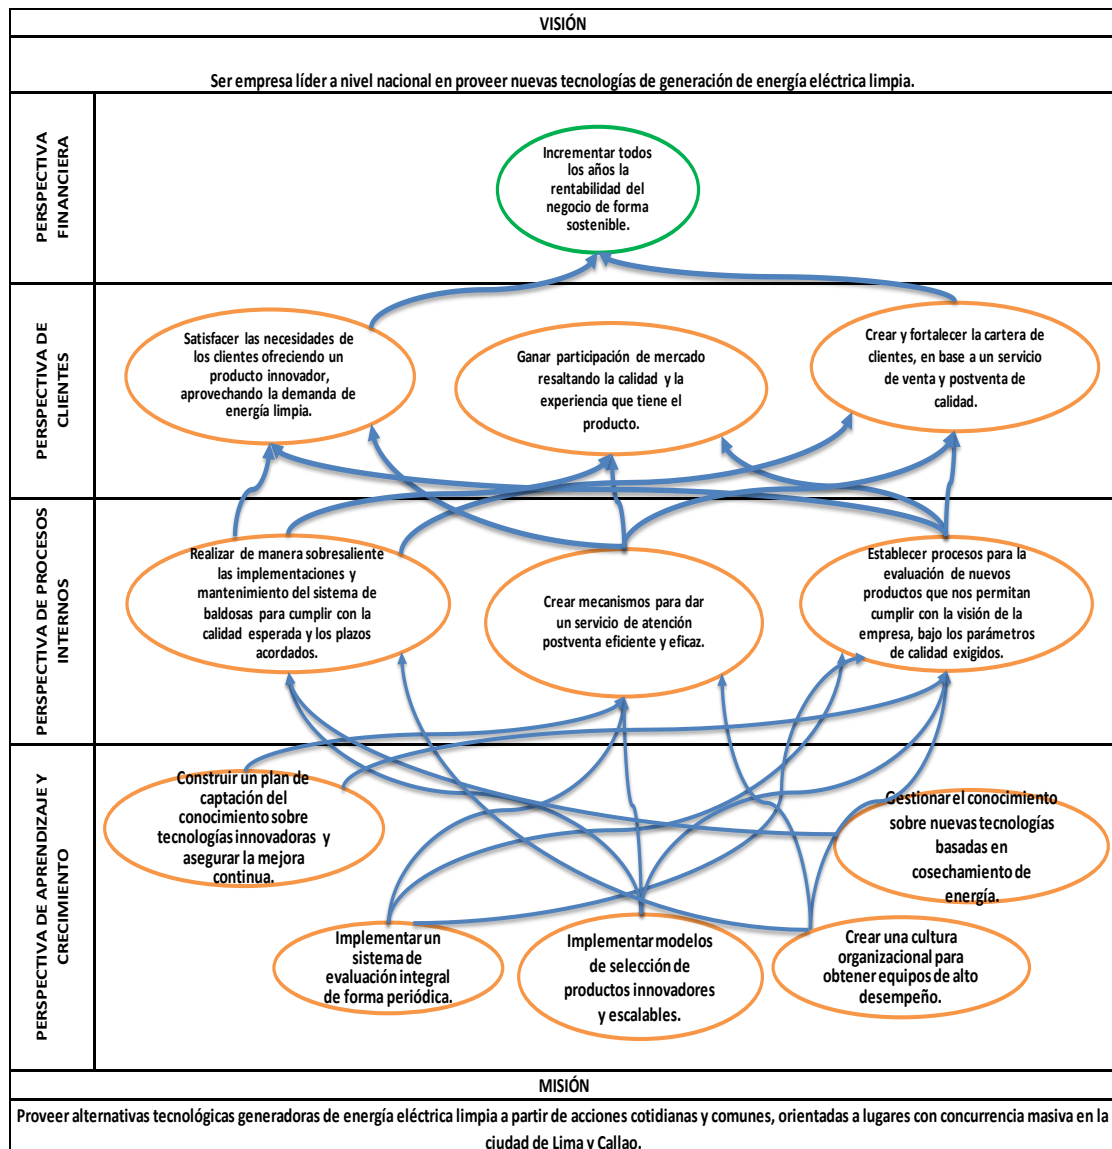 VISIÓN
Ser empresa líder a nivel nacional en proveer nuevas tecnologías de generación de energía eléctrica limpia.
PERSPECTIVA
FINANCIERA
Incrementar todos
los años la
rentabilidad del
negocio de forma
sostenible.
PERSPECTIVA DE
CLIENTES
Satisfacer las necesidades de
los clientes ofreciendo un
producto innovador,
aprovechando la demanda de
energía limpia.
Ganar participación de mercado
resaltando la calidad y la
experiencia que tiene el
producto.
Crear y fortalecer la cartera de
clientes, en base a un servicio
de venta y postventa de
calidad.
PERSPECTIVA DE PROCESOS
INTERNOS
Realizar de manera sobresaliente
las implementaciones y
mantenimiento del sistema de
baldosas para cumplir con la
calidad esperada y los plazos
acordados.
Crear mecanismos para dar
un servicio de atención
postventa eficiente y eficaz.
Establecer procesos para la
evaluación de nuevos
productos que nos permitan
cumplir con la visión de la
empresa, bajo los parámetros
de calidad exigidos.
PERSPECTIVA DE APRENDIZAJE Y
CRECIMIENTO
Construir un plan de
captación del
conocimiento sobre
tecnologías innovadoras y
asegurar la mejora
continua.
Gestionar el conocimiento
sobre nuevas tecnologías
basadas en
cosechamiento de
energía.
Implementar un
sistema de
evaluación integral
de forma periódica.
Implementar modelos
de selección de
productos innovadores
y escalables.
Crear una cultura
organizacional para
obtener equipos de alto
desempeño.
MISIÓN
Proveer alternativas tecnológicas generadoras de energía eléctrica limpia a partir de acciones cotidianas y comunes, orientadas a lugares con concurrencia masiva en la
ciudad de Lima y Callao.